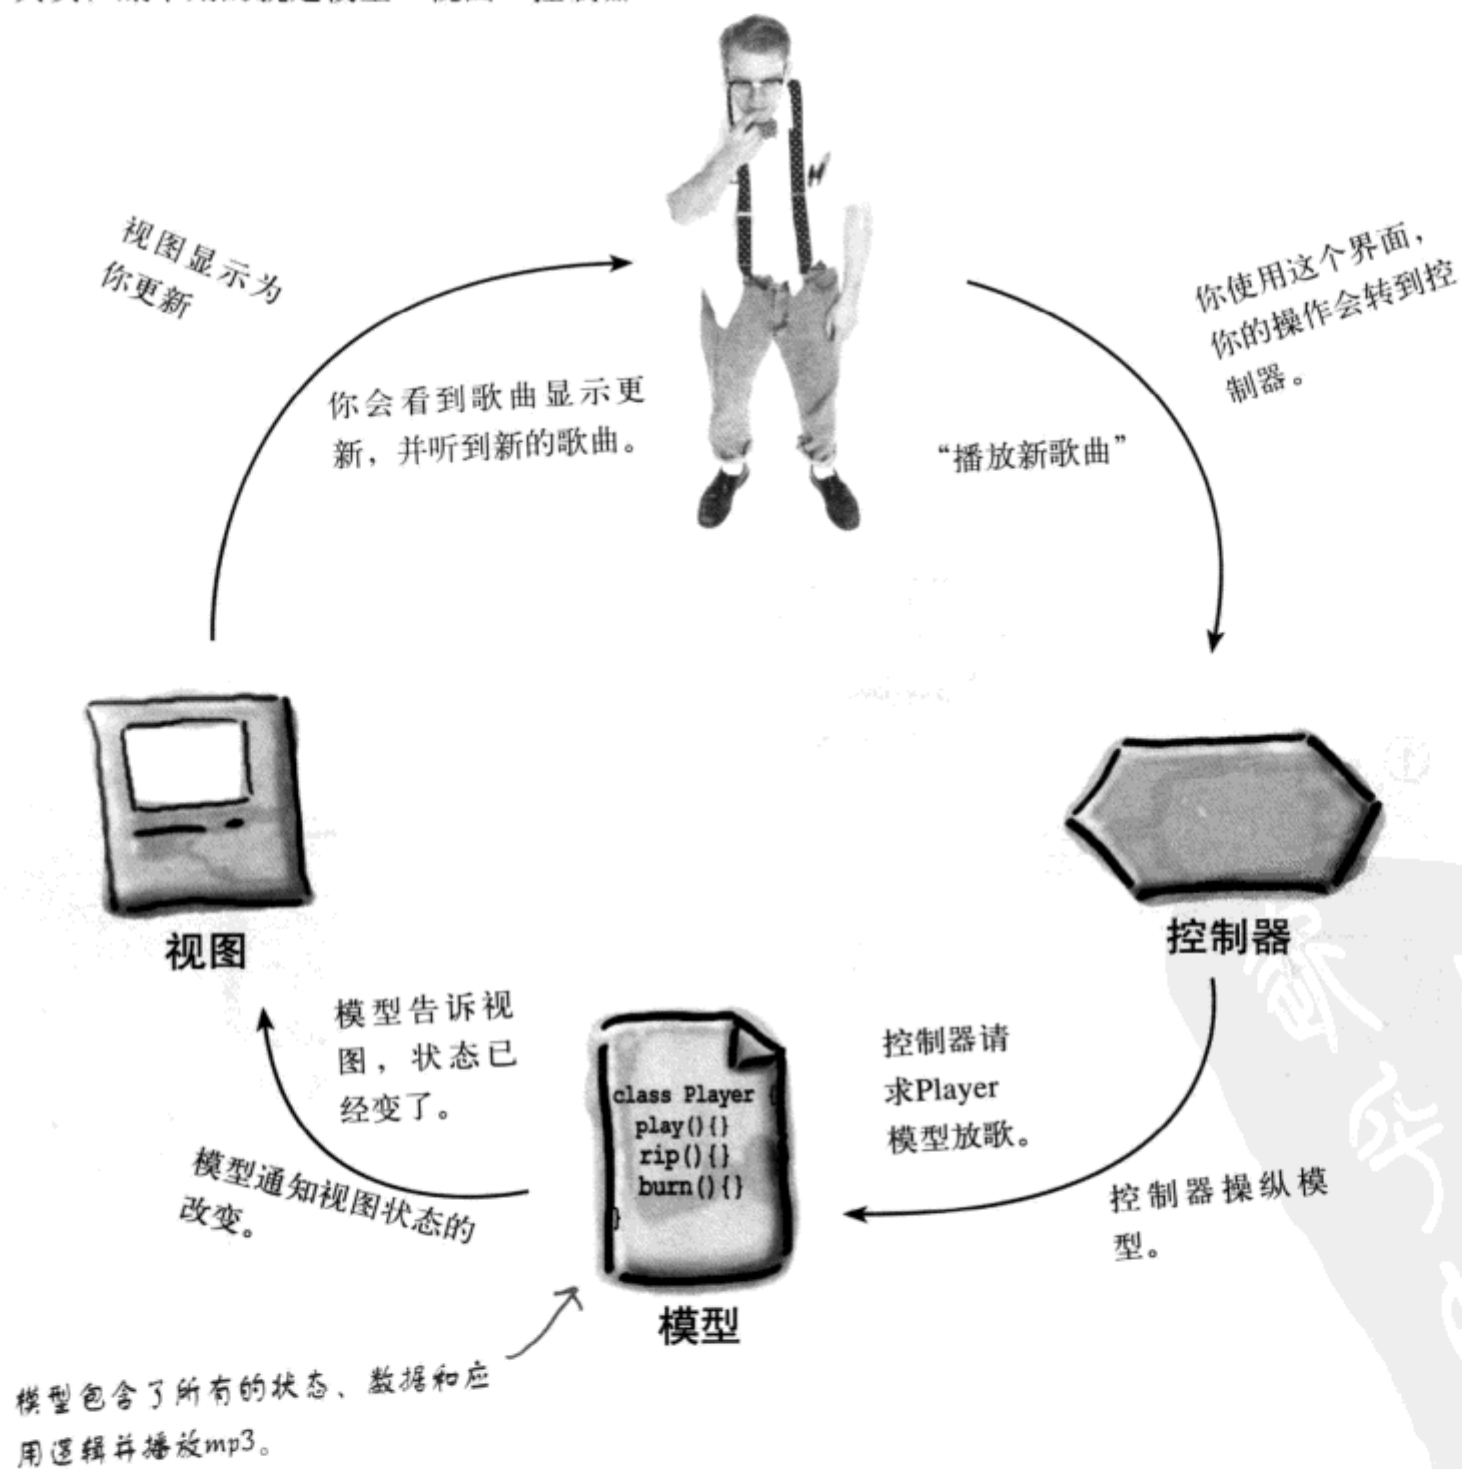 视图显示为
你更新
你会看到歌曲显示更
新，并听到新的歌曲。
你使用这个界面，
你的操作会转到控
制器。
“播放新歌曲”
视图
控制器
模型告诉视
图，状态已
经变了。
模型通知视图状态的
改变。
class Player {
play(){}
rip(){}
burn(){}
}
模型
控制器请
求Player
模型放歌。
控制器操纵模
型。
模型包含了所有的状态、数据和应
用逻辑并播放mp3。